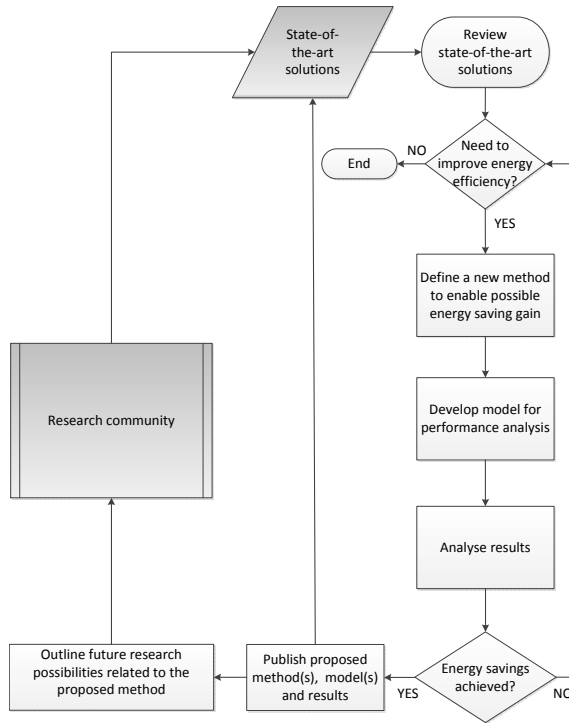 State-of-
the-art
solutions
Review
state-of-the-art
solutions
Need to
improve energy
efficiency?
NO
End
YES
Define a new method
to enable possible
energy saving gain
Research community
Develop model for
performance analysis
Analyse results
Outline future research
possibilities related to the
proposed method
Publish proposed
method(s), model(s)
and results
YES
Energy savings
achieved?
NO